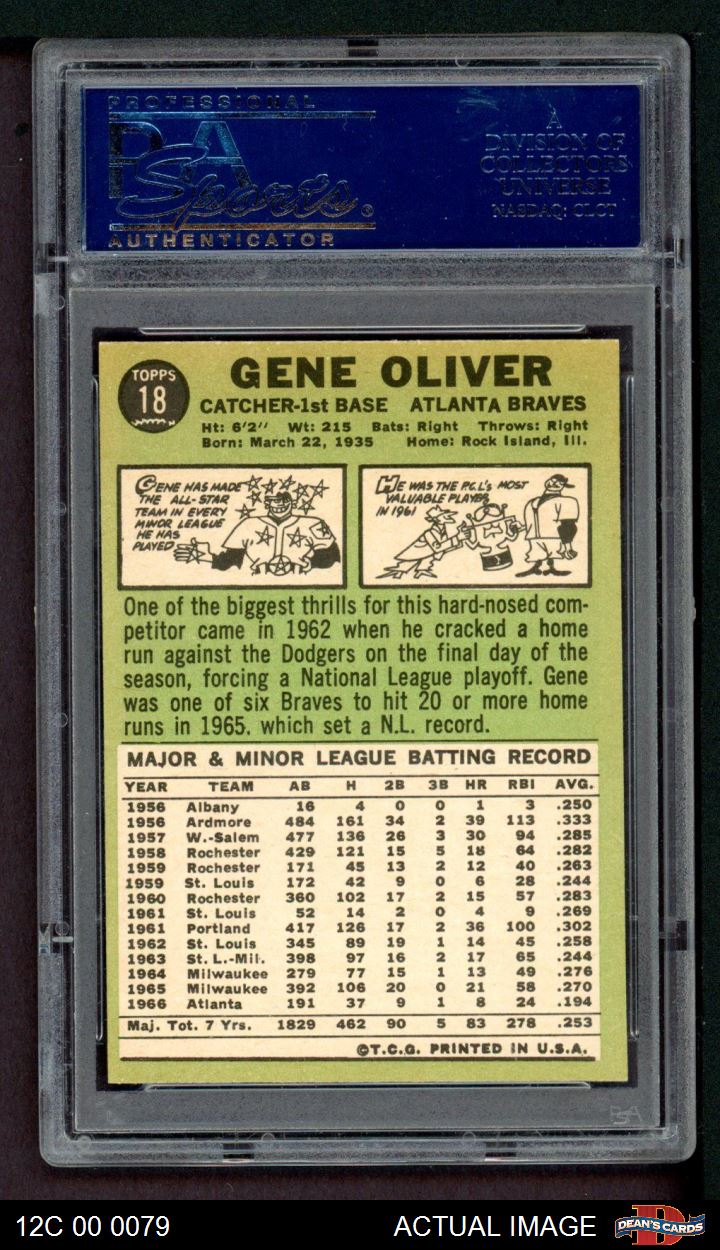 PROFESSIONAL
PSA
Sports®
AUTHENTICATOR
A
DIVISION OF
COLLECTORS
UNIVERSE
NASDAQ: CLCT
TOPPS
18
GENE OLIVER
CATCHER-1st BASE ATLANTA BRAVES
Ht: 6'2" Wt: 215 Bats: Right Throws: Right
Born: March 22, 1935 Home: Rock Island, Ill.
GENE HAS MADE
THE ALL-STAR
TEAM IN EVERY
MINOR LEAGUE
HE HAS
PLAYED
HE WAS THE P.C.L'S MOST
VALUABLE PLAYER
IN 1961
One of the biggest thrills for this hard-nosed com-
petitor came in 1962 when he cracked a home
run against the Dodgers on the final day of the
season, forcing a National League playoff. Gene
was one of six Braves to hit 20 or more home
runs in 1965. which set a N.L. record.
MAJOR & MINOR LEAGUE BATTING RECORD
YEAR TEAM AB H 2B 3B HR RBI AVG.
1956 Albany 16 4 0 0 1 3 .250
1956 Ardmore 484 161 34 2 39 113 .333
1957 W.-Salem 477 136 26 3 30 94 .285
1958 Rochester 429 121 15 5 18 64 .282
1959 Rochester 171 45 13 2 12 40 .263
1959 St. Louis 172 42 9 0 6 28 .244
1960 Rochester 360 102 17 2 15 57 .283
1961 St. Louis 52 14 2 0 4 9 .269
1961 Portland 417 126 17 2 36 100 .302
1962 St. Louis 345 89 19 1 14 45 .258
1963 St. L.-Mil. 398 97 16 2 17 65 .244
1964 Milwaukee 279 77 15 1 13 49 .276
1965 Milwaukee 392 106 20 0 21 58 .270
1966 Atlanta 191 37 9 1 8 24 .194
Maj. Tot. 7 Yrs. 1829 462 90 5 83 278 .253
©T.C.G. PRINTED IN U.S.A.
PSA
12C 00 0079 ACTUAL IMAGE
DEAN'S CARDS